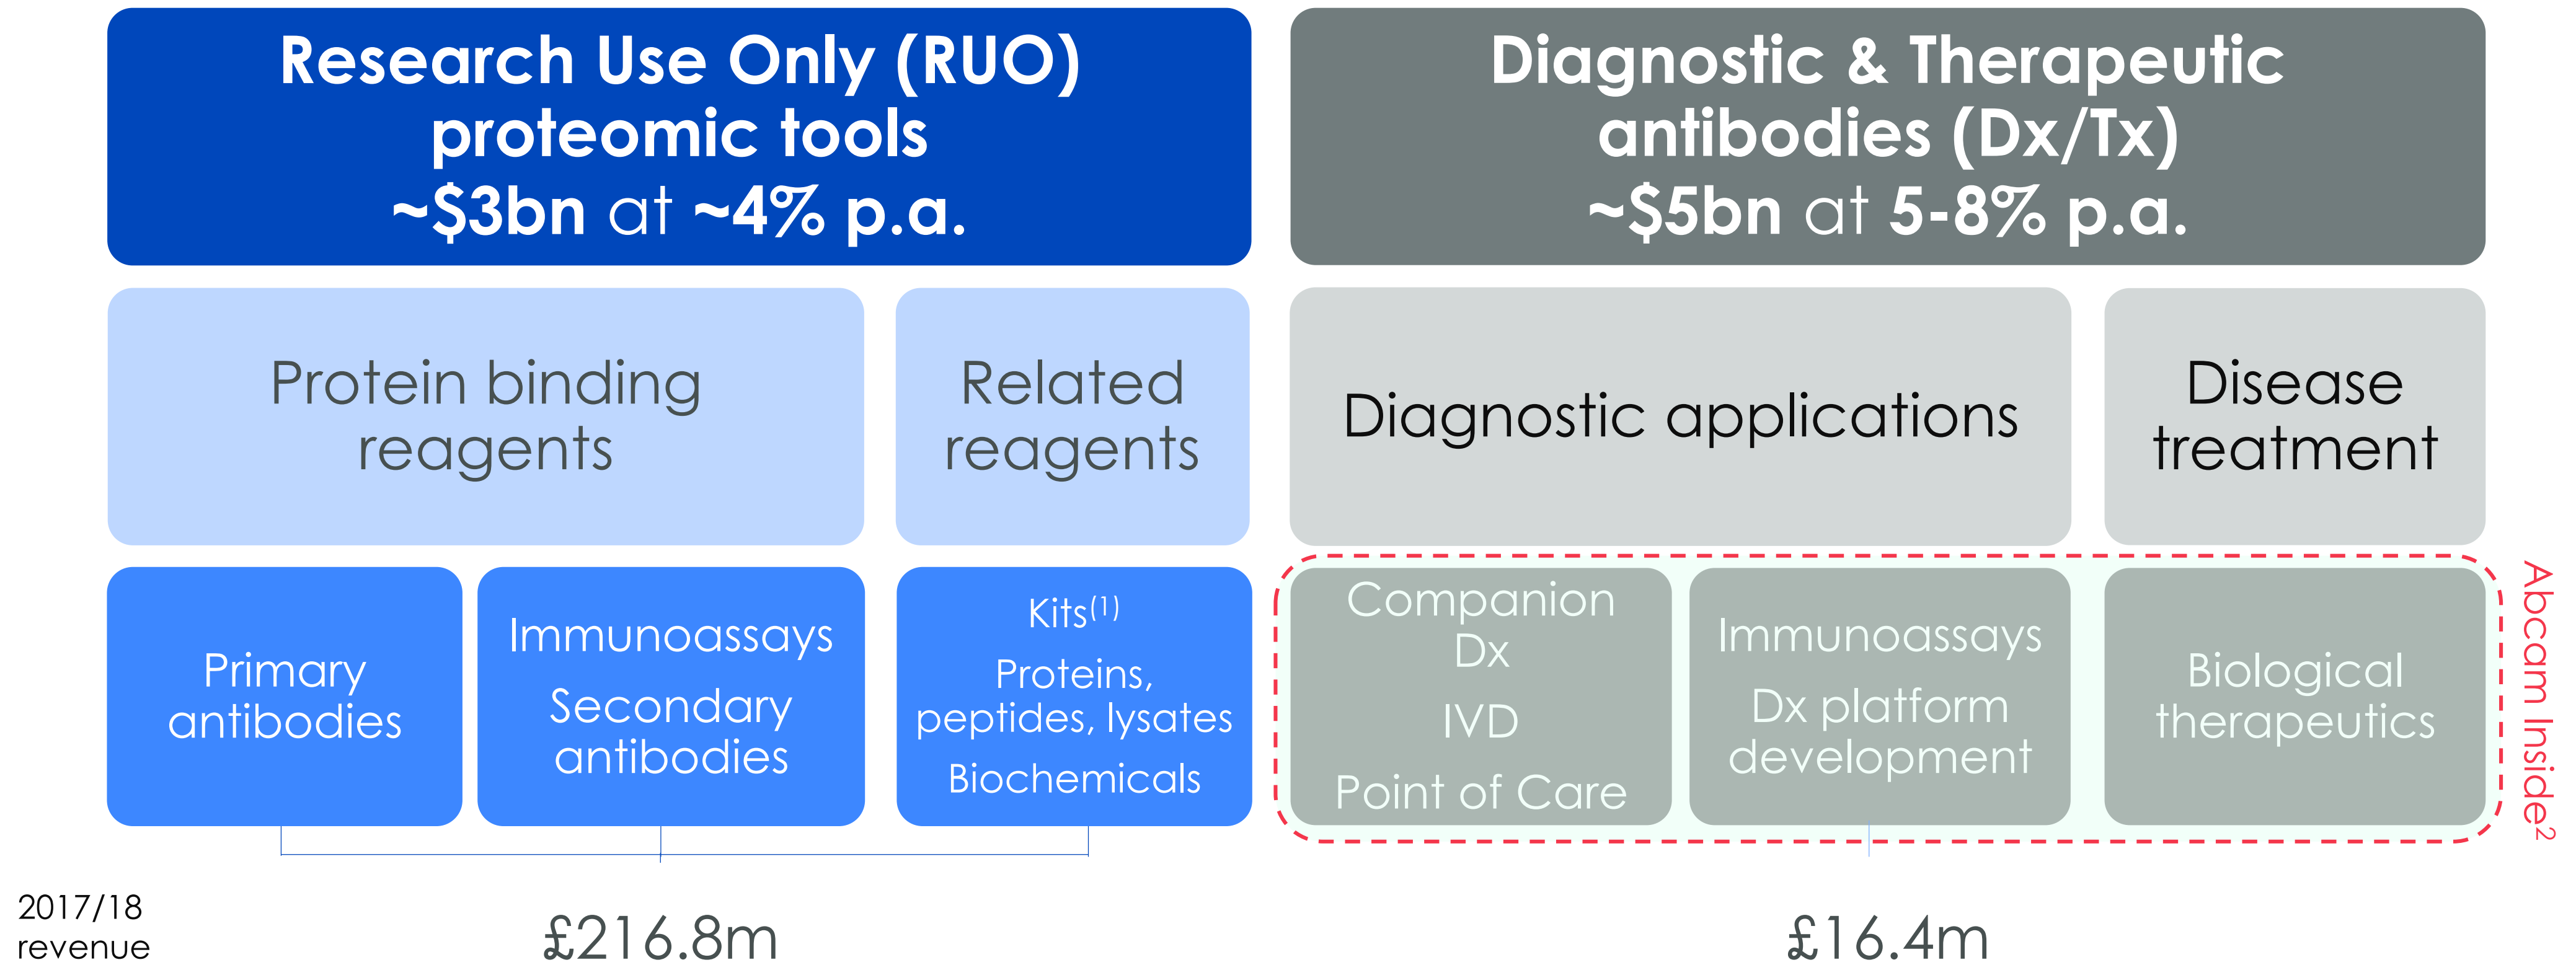 Research Use Only (RUO)
proteomic tools
~$3bn at ~4% p.a.
Diagnostic & Therapeutic
antibodies (Dx/Tx)
~$5bn at 5-8% p.a.
Protein binding
reagents
Related
reagents
Diagnostic applications
Disease
treatment
Primary
antibodies
Immunoassays
Secondary
antibodies
Kits(1)
Proteins,
peptides, lysates
Biochemicals
Companion
Dx
IVD
Point of Care
Immunoassays
Dx platform
development
Biological
therapeutics
Abcam Inside2
2017/18
revenue
£216.8m
£16.4m